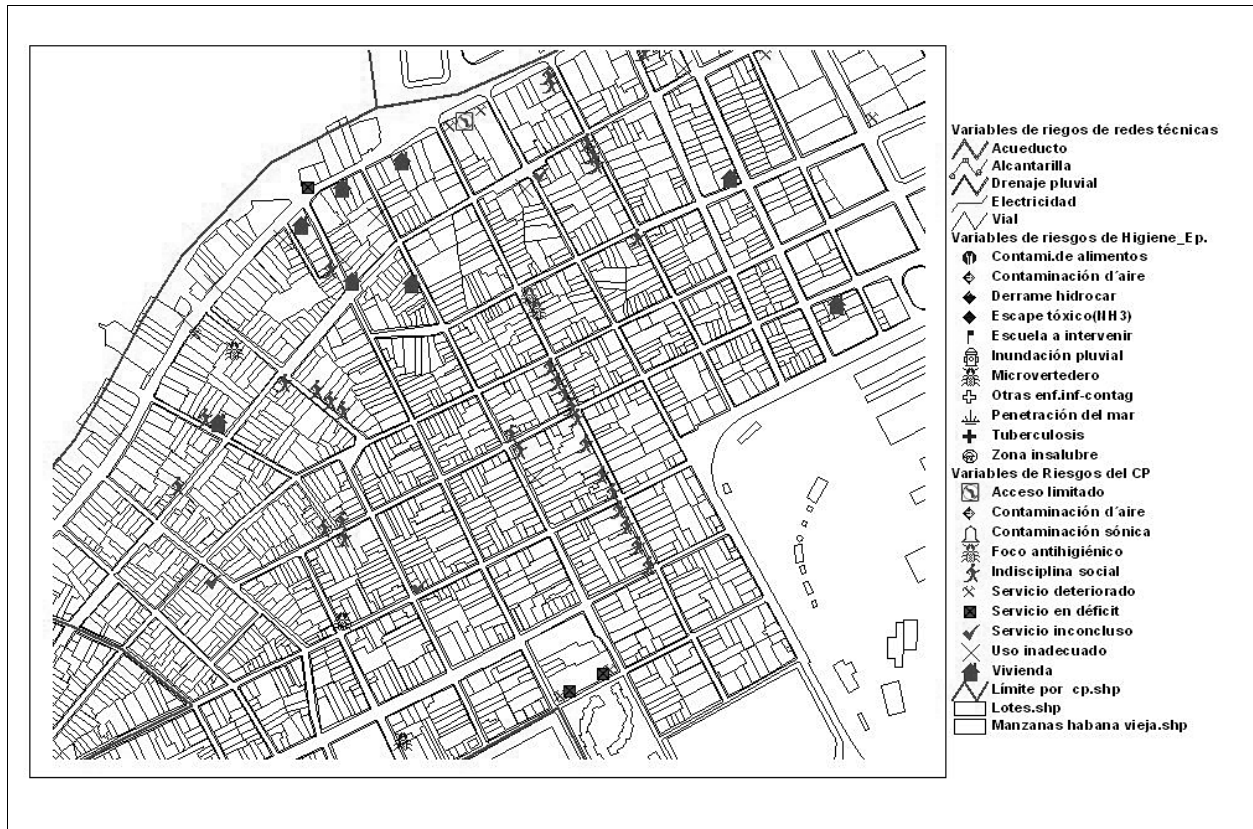 Variables de riegos de redes técnicas
Acueducto
Alcantarilla
Drenaje pluvial
Electricidad
Vial
Variables de riesgos de Higiene_Ep.
Contami.de alimentos
Contaminación d´aire
Derrame hidrocar
Escape tóxico(NH3)
Escuela a intervenir
Inundación pluvial
Microvertedero
Otras enf.inf-contag
Penetración del mar
Tuberculosis
Zona insalubre
Variables de Riesgos del CP
Acceso limitado
Contaminación d´aire
Contaminación sónica
Foco antihigiénico
Indisciplina social
Servicio deteriorado
Servicio en déficit
Servicio inconcluso
Uso inadecuado
Vivienda
Límite por cp.shp
Lotes.shp
Manzanas habana vieja.shp